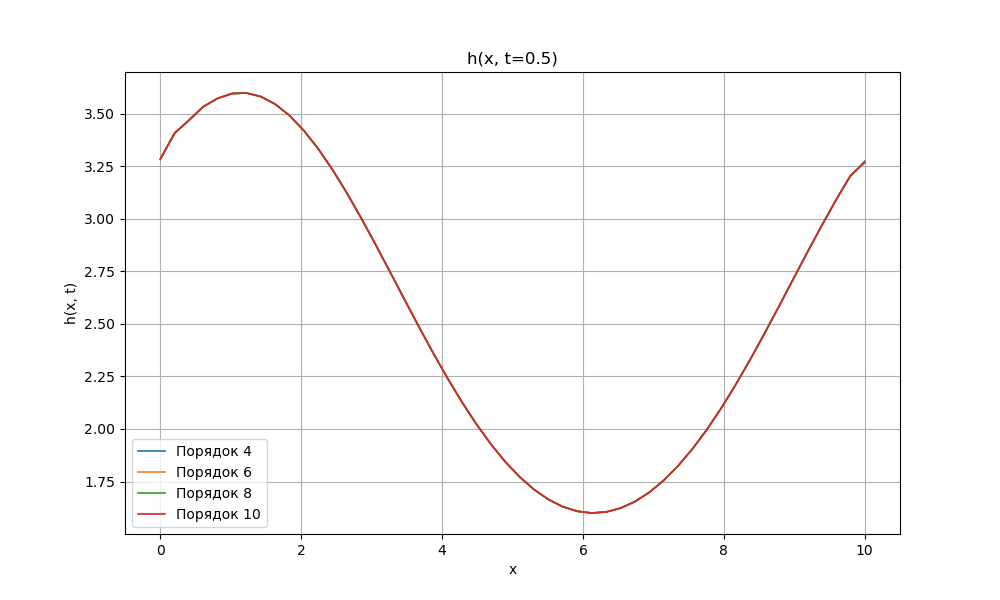 h(x, t=0.5)
h(x, t)
3.50
3.25
3.00
2.75
2.50
2.25
2.00
1.75
Порядок 4
Порядок 6
Порядок 8
Порядок 10
0
2
4
6
8
10
x